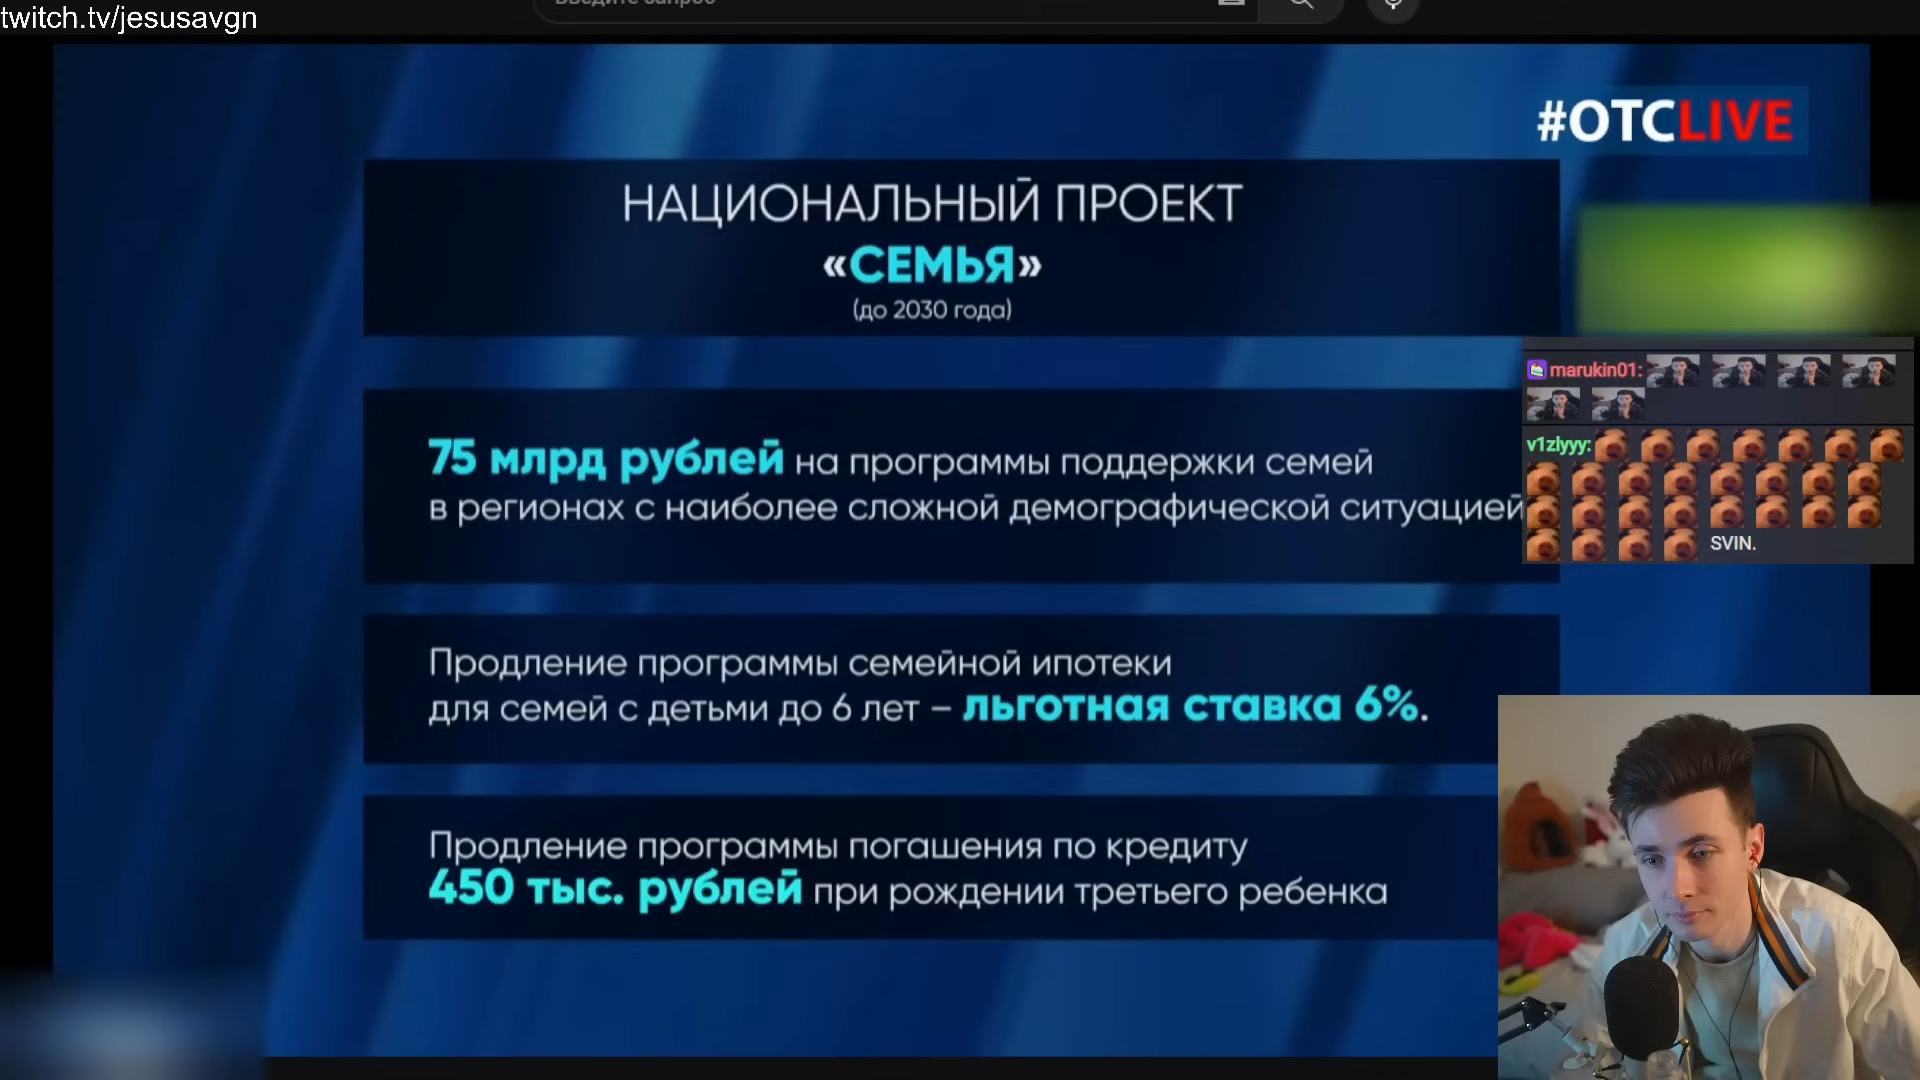 twitch.tv/jesusavgn
#ОТСLIVE
НАЦИОНАЛЬНЫЙ ПРОЕКТ
«СЕМЬЯ»
(до 2030 года)
75 млрд рублей на программы поддержки семей
в регионах с наиболее сложной демографической ситуацией
Продление программы семейной ипотеки
для семей с детьми до 6 лет – льготная ставка 6%.
Продление программы погашения по кредиту
450 тыс. рублей при рождении третьего ребенка
marukin01:
v1zlyyy:
SVIN.